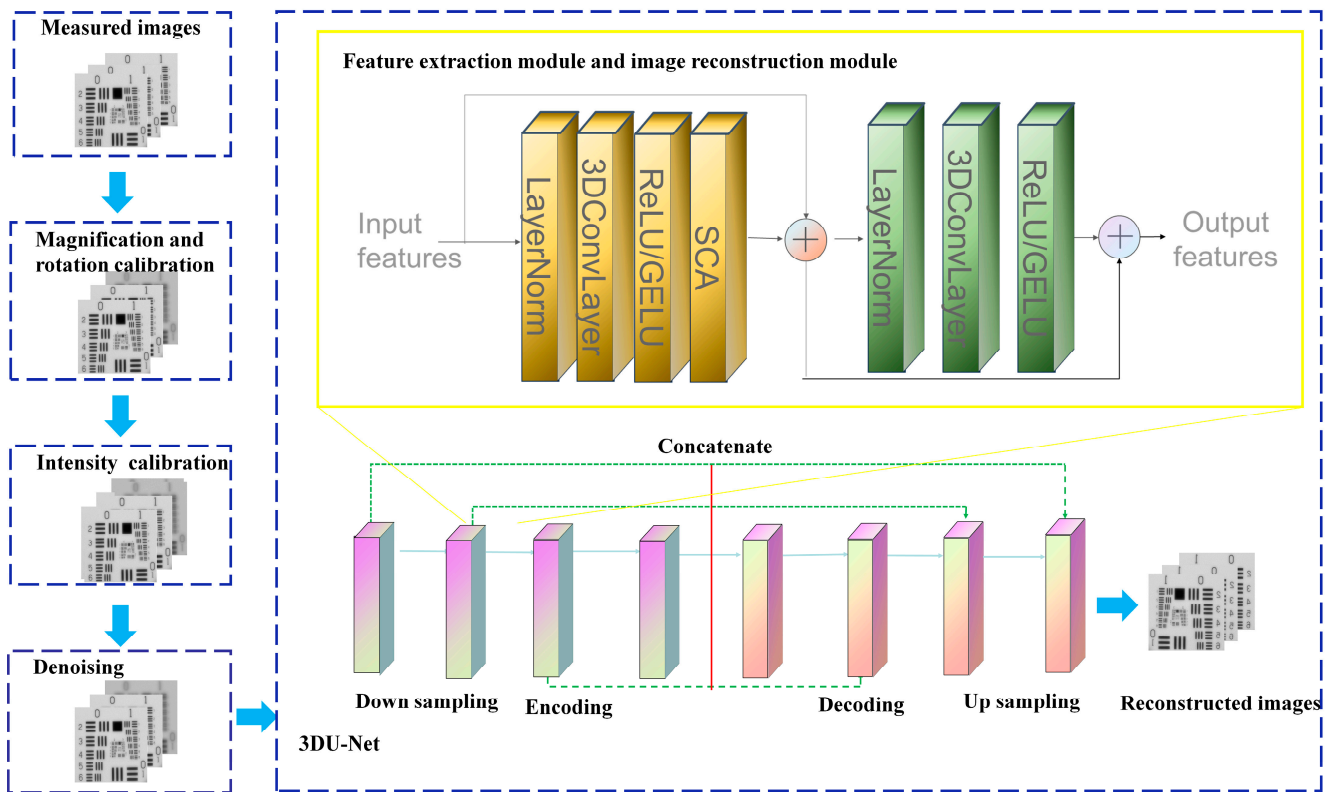 Measured images
Magnification and
rotation calibration
Intensity calibration
Denoising
Feature extraction module and image reconstruction module
Input
features
LayerNorm
3DConvLayer
ReLU/GELU
SCA
LayerNorm
3DConvLayer
ReLU/GELU
Output
features
Concatenate
Down sampling
Encoding
Decoding
Up sampling
Reconstructed images
3DU-Net